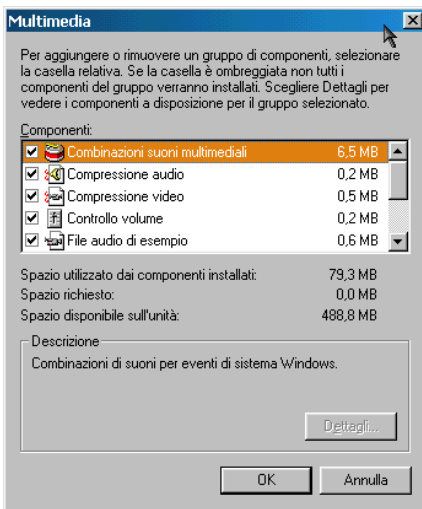 Multimedia
Per aggiungere o rimuovere un gruppo di componenti, selezionare
la casella relativa. Se la casella è ombreggiata non tutti i
componenti del gruppo verranno installati. Scegliere Dettagli per
vedere i componenti a disposizione per il gruppo selezionato.
Componenti:
Combinazioni suoni multimediali 6,5 MB
Compressione audio 0,2 MB
Compressione video 0,5 MB
Controllo volume 0,2 MB
File audio di esempio 0,6 MB
Spazio utilizzato dai componenti installati: 79,3 MB
Spazio richiesto: 0,0 MB
Spazio disponibile sull'unità: 488,8 MB
Descrizione
Combinazioni di suoni per eventi di sistema Windows.
Dettagli...
OK Annulla